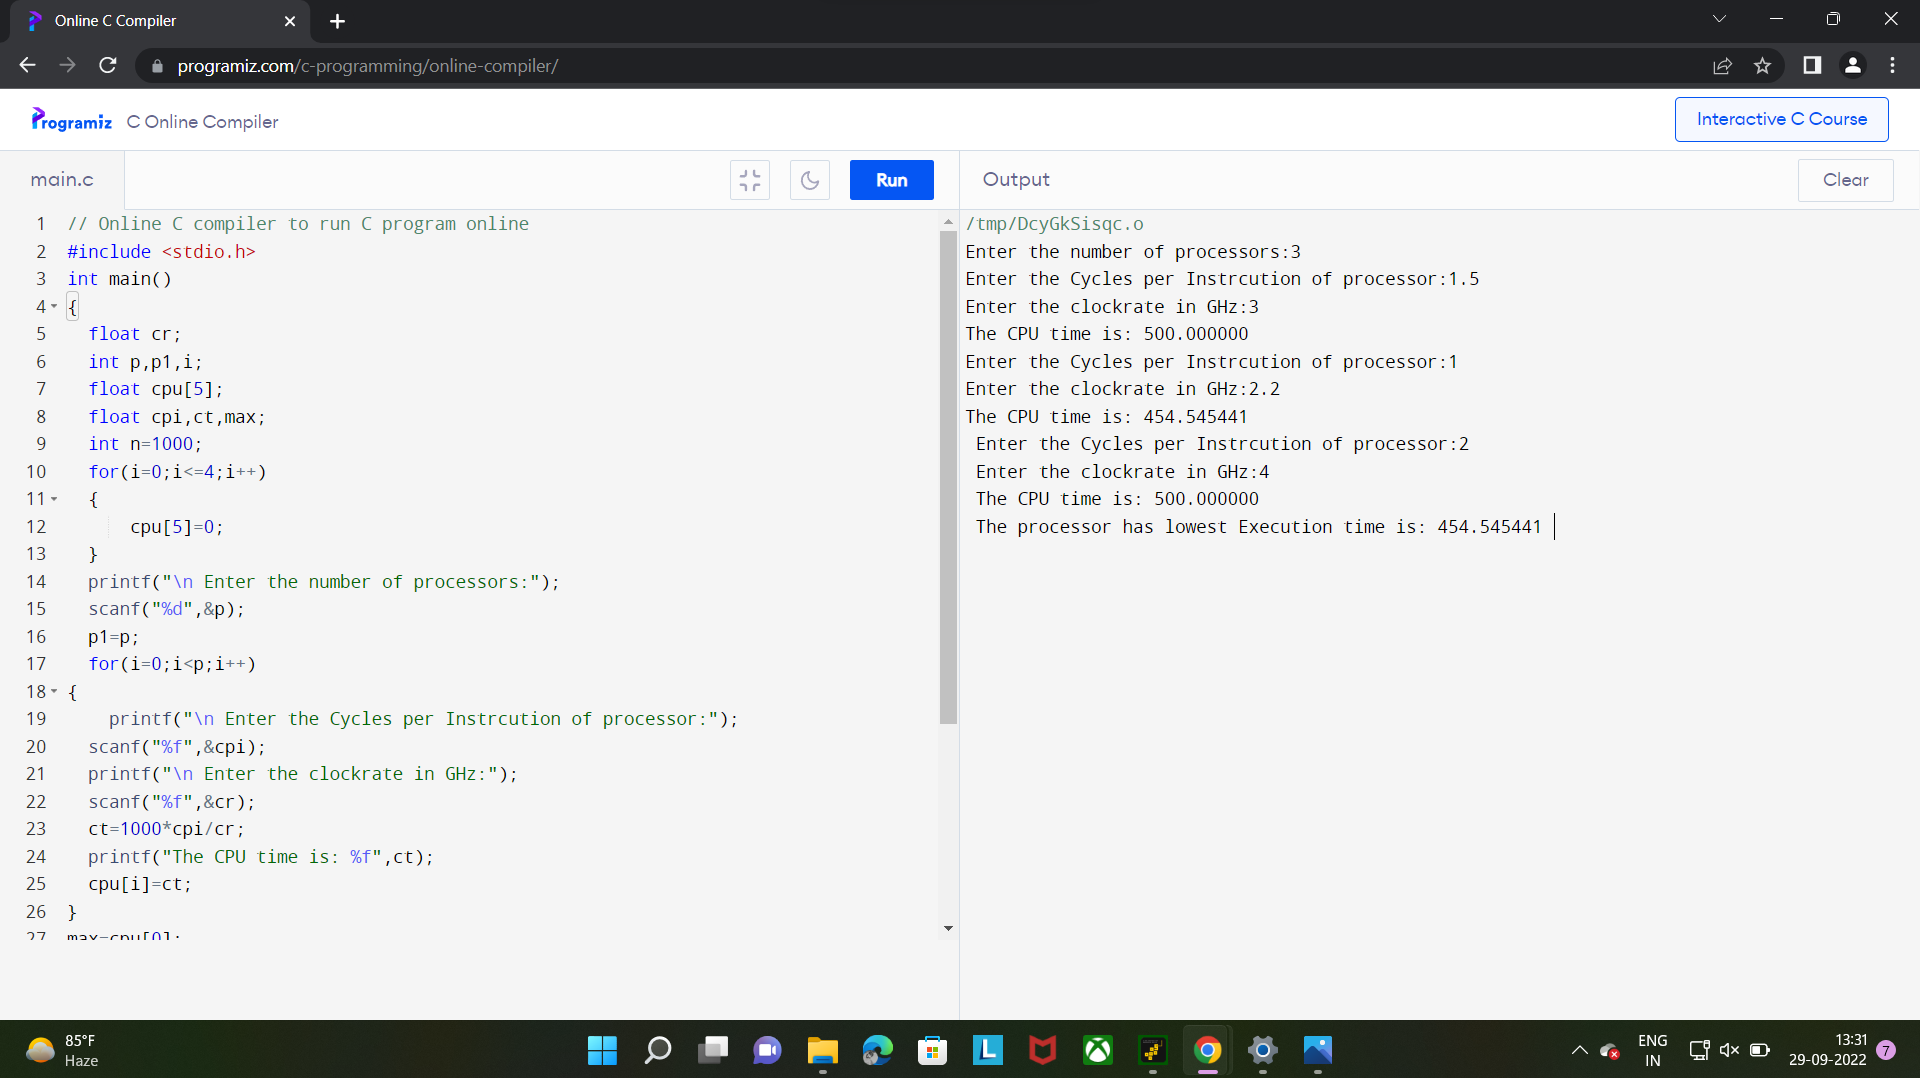 Online C Compiler
programiz.com/c-programming/online-compiler/
Programiz C Online Compiler
Interactive C Course
main.c
Run
1 // Online C compiler to run C program online
2 #include <stdio.h>
3 int main()
4 {
5 float cr;
6 int p,p1,i;
7 float cpu[5];
8 float cpi,ct,max;
9 int n=1000;
10 for(i=0;i<=4;i++)
11 {
12 cpu[5]=0;
13 }
14 printf("\n Enter the number of processors:");
15 scanf("%d",&p);
16 p1=p;
17 for(i=0;i<p;i++)
18 {
19 printf("\n Enter the Cycles per Instrcution of processor:");
20 scanf("%f",&cpi);
21 printf("\n Enter the clockrate in GHz:");
22 scanf("%f",&cr);
23 ct=1000*cpi/cr;
24 printf("The CPU time is: %f",ct);
25 cpu[i]=ct;
26 }
27 max=cpu[0];
Output
Clear
/tmp/DcyGkSisqc.o
Enter the number of processors:3
Enter the Cycles per Instrcution of processor:1.5
Enter the clockrate in GHz:3
The CPU time is: 500.000000
Enter the Cycles per Instrcution of processor:1
Enter the clockrate in GHz:2.2
The CPU time is: 454.545441
Enter the Cycles per Instrcution of processor:2
Enter the clockrate in GHz:4
The CPU time is: 500.000000
The processor has lowest Execution time is: 454.545441
85°F
Haze
L
ENG
IN
13:31
29-09-2022
7